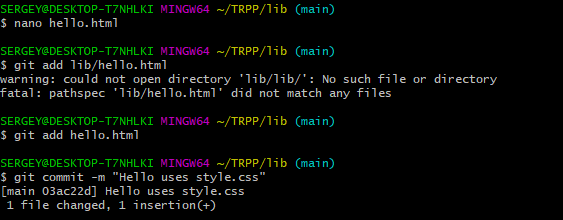 SERGEY@DESKTOP-T7NHLKI MINGW64 ~/TRPP/lib (main)
$ nano hello.html
SERGEY@DESKTOP-T7NHLKI MINGW64 ~/TRPP/lib (main)
$ git add lib/hello.html
warning: could not open directory 'lib/lib/': No such file or directory
fatal: pathspec 'lib/hello.html' did not match any files
SERGEY@DESKTOP-T7NHLKI MINGW64 ~/TRPP/lib (main)
$ git add hello.html
SERGEY@DESKTOP-T7NHLKI MINGW64 ~/TRPP/lib (main)
$ git commit -m "Hello uses style.css"
[main 03ac22d] Hello uses style.css
 1 file changed, 1 insertion(+)